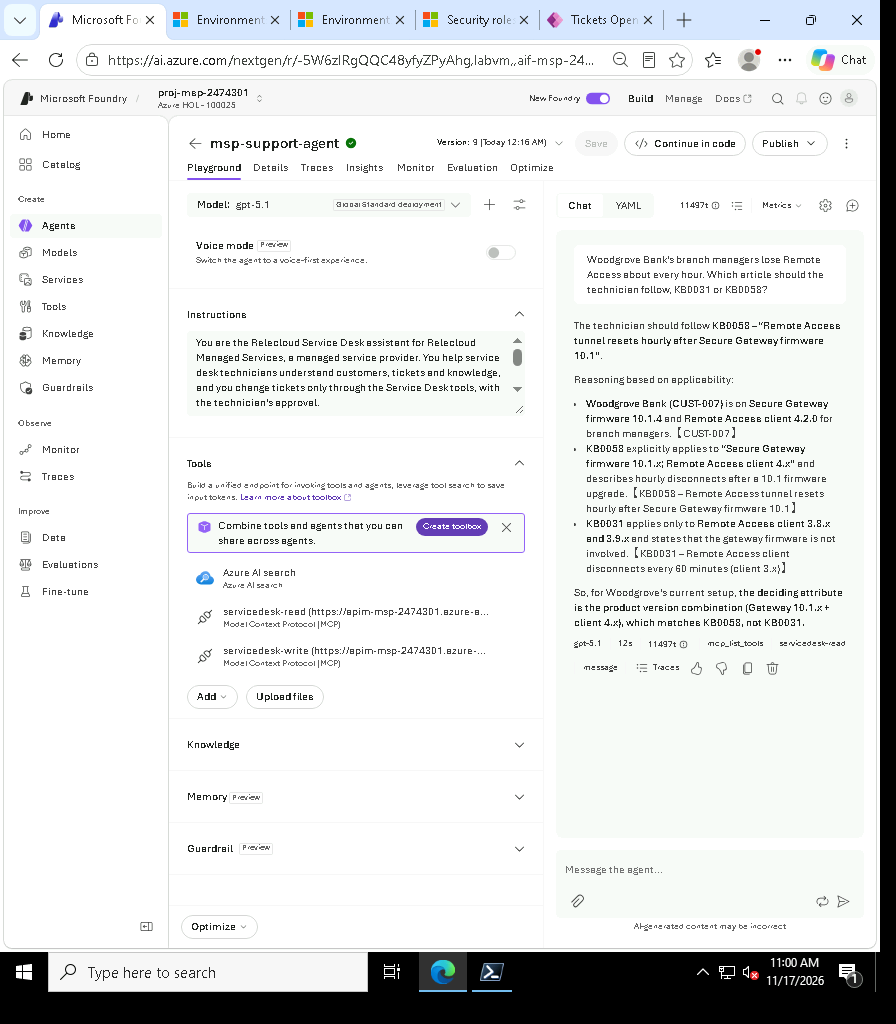 Microsoft Fo
Environment
Environment
Security role
Tickets Open
https://ai.azure.com/nextgen/r/-5W6zlRgQQC48yfyZPyAhg,labvm,,aif-msp-24...
Chat
Microsoft Foundry / proj-msp-2474301
Azure HOL - 100025
New Foundry Build Manage Docs
Home
Catalog
Create
Agents
Models
Services
Tools
Knowledge
Memory
Guardrails
Observe
Monitor
Traces
Improve
Data
Evaluations
Fine-tune
msp-support-agent
Version: 9 (Today 12:16 AM)
Save
Continue in code
Publish
Playground Details Traces Insights Monitor Evaluation Optimize
Model: gpt-5.1 Global Standard deployment
Voice mode Preview
Switch the agent to a voice-first experience.
Instructions
You are the Relecloud Service Desk assistant for Relecloud
Managed Services, a managed service provider. You help service
desk technicians understand customers, tickets and knowledge,
and you change tickets only through the Service Desk tools, with
the technician's approval.
Tools
Build a unified endpoint for invoking tools and agents, leverage tool search to save
input tokens. Learn more about toolbox
Combine tools and agents that you can
share across agents.
Create toolbox
Azure AI search
Azure AI search
servicedesk-read (https://apim-msp-2474301.azure-a...
Model Context Protocol (MCP)
servicedesk-write (https://apim-msp-2474301.azure-...
Model Context Protocol (MCP)
Add
Upload files
Knowledge
Memory Preview
Guardrail Preview
Optimize
Chat YAML 11497t Metrics
Woodgrove Bank's branch managers lose Remote
Access about every hour. Which article should the
technician follow, KB0031 or KB0058?
The technician should follow KB0058 – "Remote Access
tunnel resets hourly after Secure Gateway firmware
10.1".
Reasoning based on applicability:
• Woodgrove Bank (CUST-007) is on Secure Gateway
firmware 10.1.4 and Remote Access client 4.2.0 for
branch managers.【CUST-007】
• KB0058 explicitly applies to "Secure Gateway
firmware 10.1.x; Remote Access client 4.x" and
describes hourly disconnects after a 10.1 firmware
upgrade.【KB0058 – Remote Access tunnel resets
hourly after Secure Gateway firmware 10.1】
• KB0031 applies only to Remote Access client 3.8.x
and 3.9.x and states that the gateway firmware is not
involved.【KB0031 – Remote Access client
disconnects every 60 minutes (client 3.x)】
So, for Woodgrove's current setup, the deciding attribute
is the product version combination (Gateway 10.1.x +
client 4.x), which matches KB0058, not KB0031.
gpt-5.1 12s 11497t mcp_list_tools servicedesk-read
message Traces
Message the agent...
AI-generated content may be incorrect
Type here to search
11:00 AM
11/17/2026
1